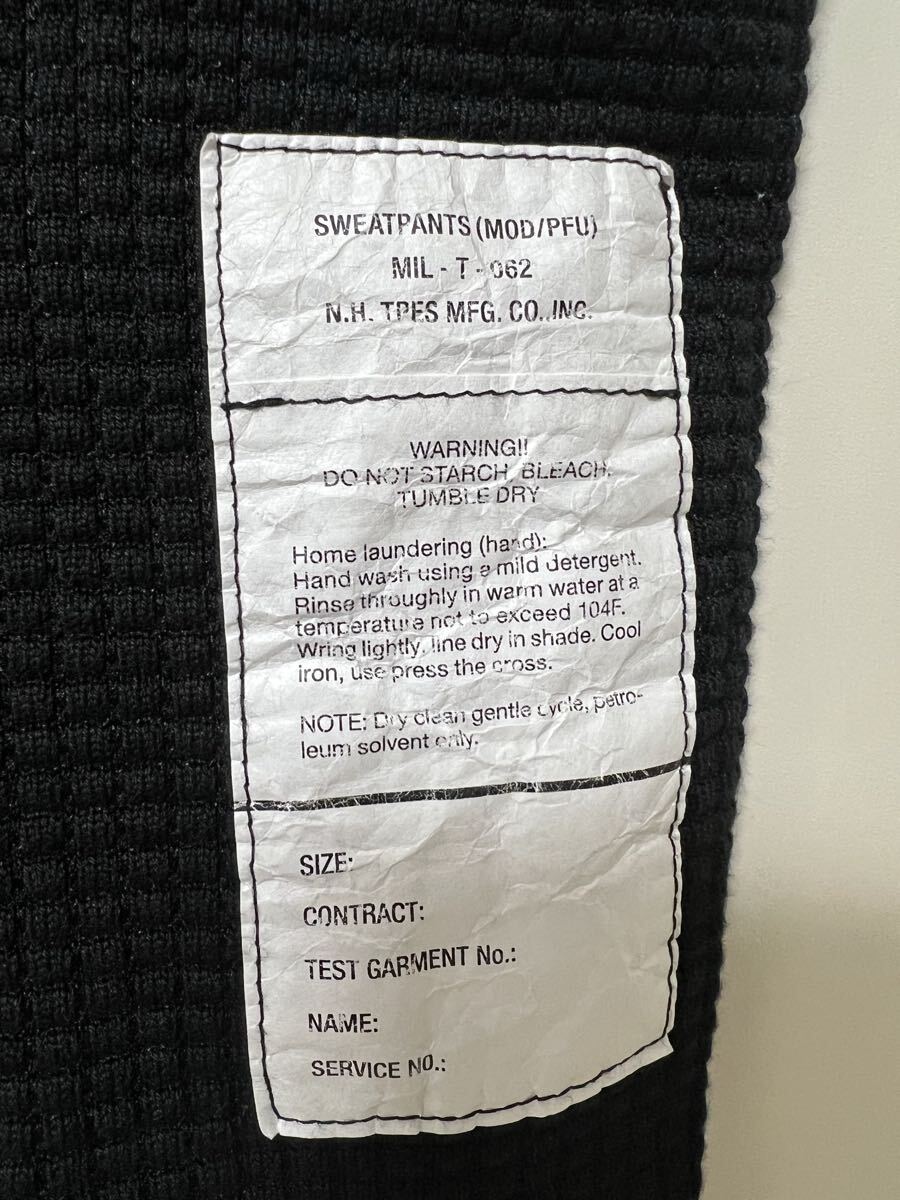 SWEATPANTS (MOD/PFU)
MIL - T - 062
N.H. TPES MFG. CO., INC.
WARNING!!
DO NOT STARCH, BLEACH,
TUMBLE DRY
Home laundering (hand):
Hand wash using a mild detergent.
Rinse throughly in warm water at a
temperature not to exceed 104F.
Wring lightly, line dry in shade. Cool
iron, use press the cross.
NOTE: Dry clean gentle cycle, petro-
leum solvent only.
SIZE:
CONTRACT:
TEST GARMENT No.:
NAME:
SERVICE NO.: